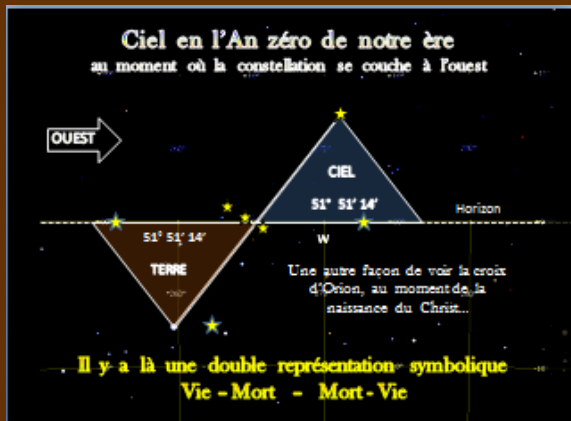 Ciel en l'An zéro de notre ère
au moment où la constellation se couche à l'ouest
OUEST
CIEL
51° 51' 14'
Horizon
51° 51' 14'
W
TERRE
Une autre façon de voir la croix
d'Orion, au moment de la
naissance du Christ...
Il y a là une double représentation symbolique
Vie - Mort - Mort - Vie